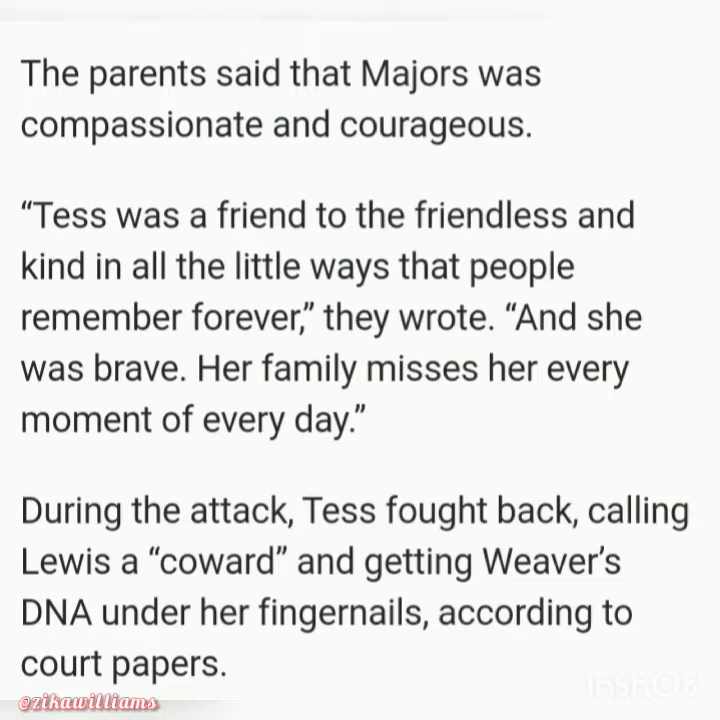 The parents said that Majors was
compassionate and courageous.
“Tess was a friend to the friendless and
kind in all the little ways that people
remember forever,” they wrote. “And she
was brave. Her family misses her every
moment of every day.”
During the attack, Tess fought back, calling
Lewis a “coward” and getting Weaver’s
DNA under her fingernails, according to
court papers.
@zikawilliams